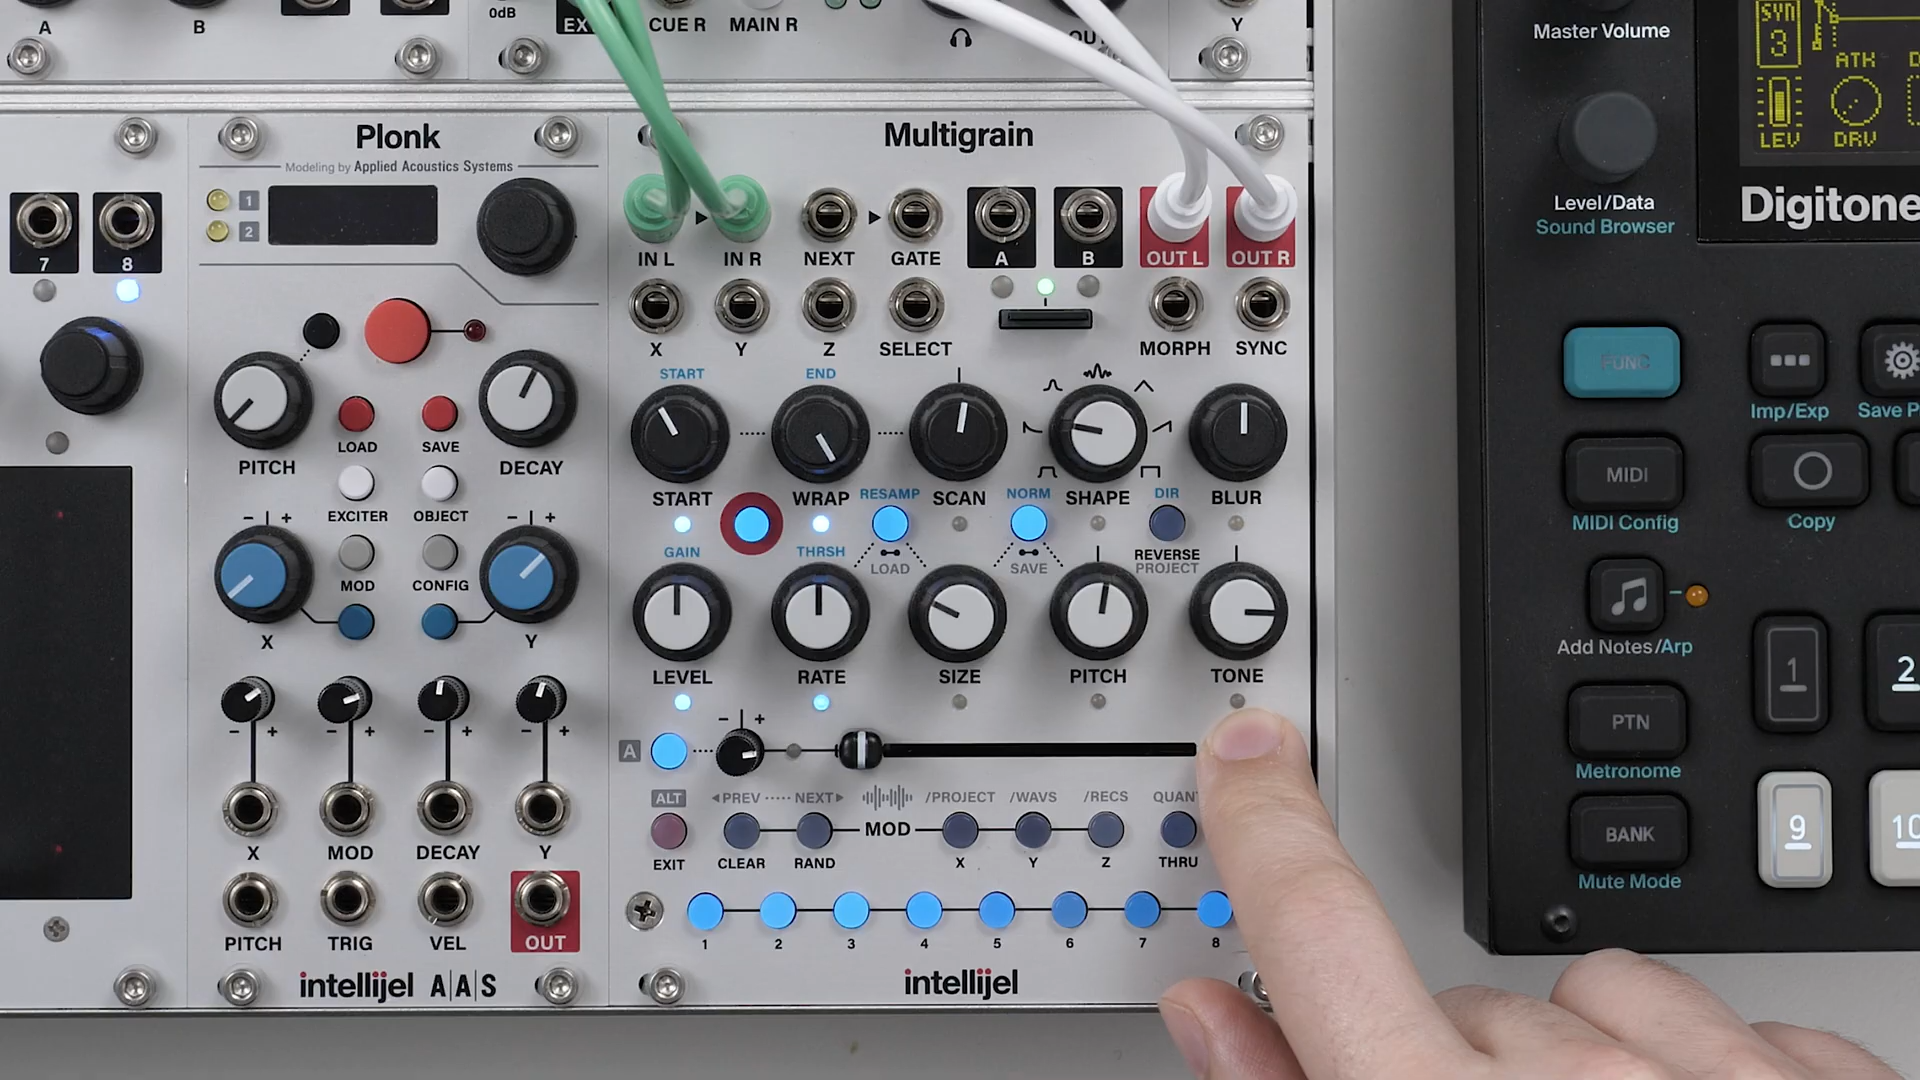 A
B
0dB
CUE R
MAIN R
Y
Plonk
Modeling by Applied Acoustics Systems
1
2
7
8
PITCH
LOAD
SAVE
DECAY
EXCITER
OBJECT
MOD
CONFIG
X
Y
X
MOD
DECAY
Y
PITCH
TRIG
VEL
OUT
intellijel A|A|S
Multigrain
IN L
IN R
NEXT
GATE
A
B
OUT L
OUT R
X
Y
Z
SELECT
MORPH
SYNC
START
END
START
WRAP
RESAMP
SCAN
NORM
SHAPE
DIR
BLUR
GAIN
THRSH
LOAD
SAVE
REVERSE
PROJECT
LEVEL
RATE
SIZE
PITCH
TONE
A
ALT
PREV
NEXT
/PROJECT
/WAVS
/RECS
MOD
EXIT
CLEAR
RAND
X
Y
Z
THRU
1
2
3
4
5
6
7
8
intellijel
Master Volume
SYN
3
ATK
LEV
DRV
Level/Data
Sound Browser
Digitone
FUNC
Imp/Exp
MIDI
MIDI Config
Copy
Add Notes/Arp
PTN
Metronome
BANK
Mute Mode
1
2
9
10